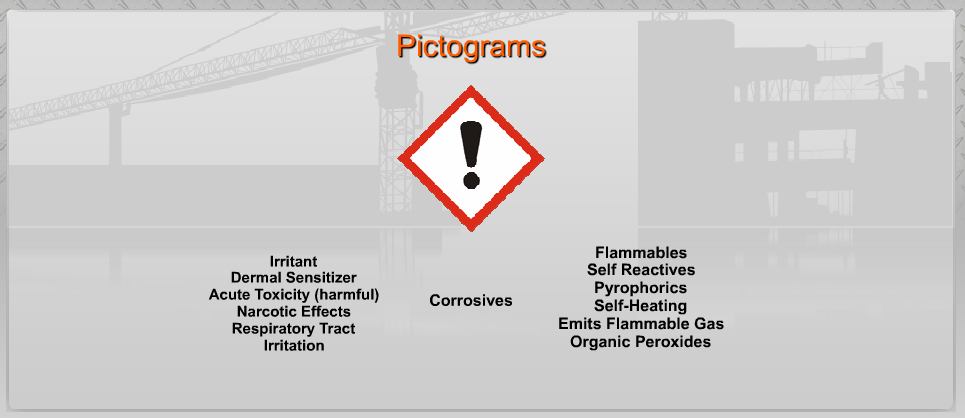 Pictograms
!
Irritant
Dermal Sensitizer
Acute Toxicity (harmful)
Narcotic Effects
Respiratory Tract
Irritation
Corrosives
Flammables
Self Reactives
Pyrophorics
Self-Heating
Emits Flammable Gas
Organic Peroxides